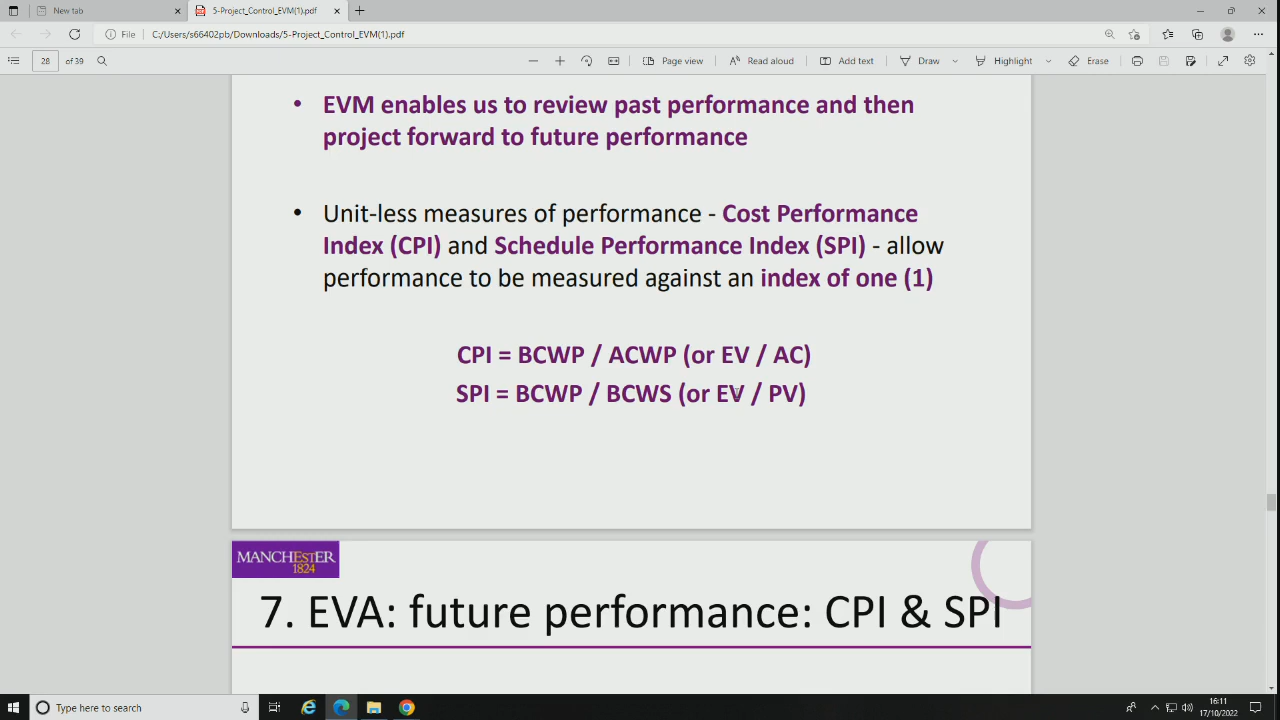 New tab
5-Project_Control_EVM(1).pdf
File
C:/Users/s66402pb/Downloads/5-Project_Control_EVM(1).pdf
28 of 39
Page view
Read aloud
Add text
Draw
Highlight
Erase
• EVM enables us to review past performance and then
project forward to future performance
• Unit-less measures of performance - Cost Performance
Index (CPI) and Schedule Performance Index (SPI) - allow
performance to be measured against an index of one (1)
CPI = BCWP / ACWP (or EV / AC)
SPI = BCWP / BCWS (or EV / PV)
MANCHESTER
1824
7. EVA: future performance: CPI & SPI
Type here to search
16:11
17/10/2022